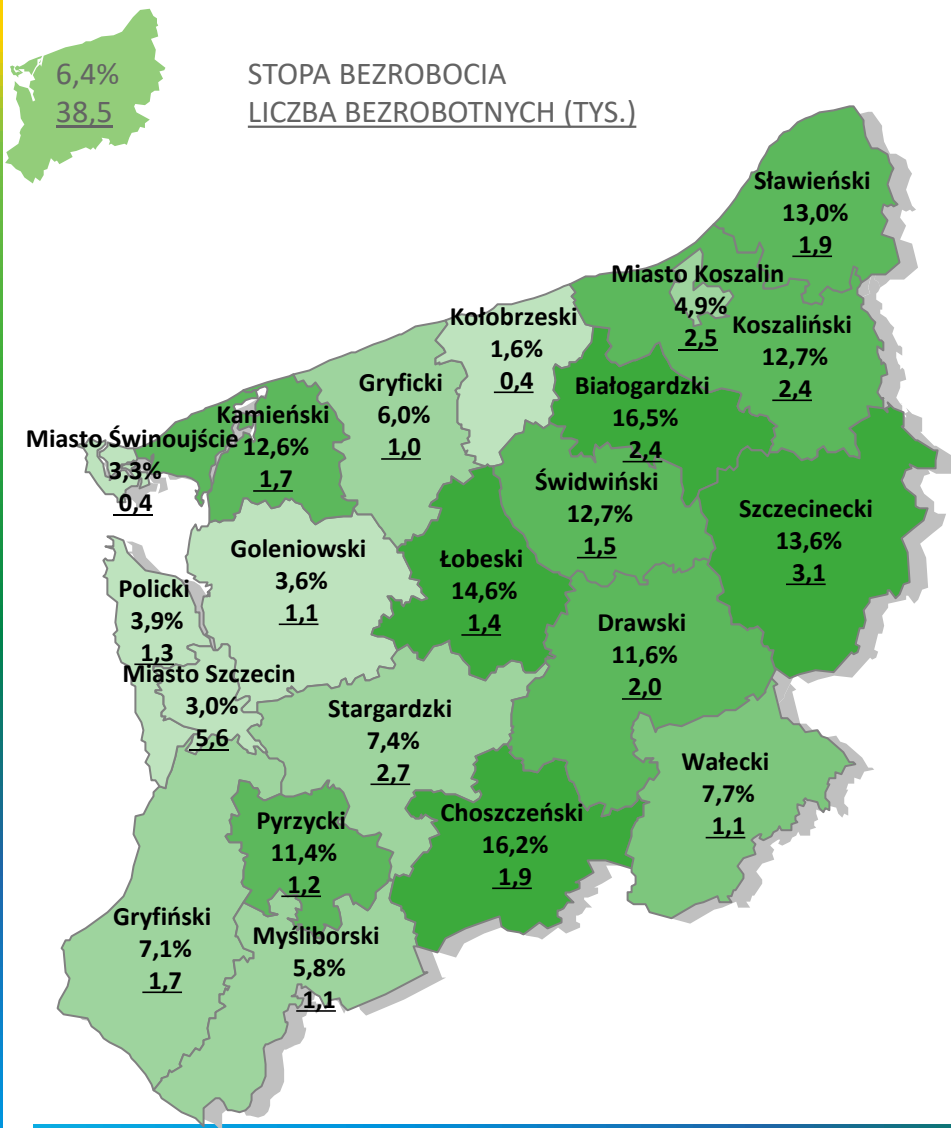 6,4%
38,5
STOPA BEZROBOCIA
LICZBA BEZROBOTNYCH (TYS.)
Sławieński
13,0%
1,9
Miasto Koszalin
4,9%
2,5
Koszaliński
12,7%
2,4
Kołobrzeski
1,6%
0,4
Białogardzki
16,5%
2,4
Gryficki
6,0%
1,0
Kamieński
12,6%
1,7
Miasto Świnoujście
3,3%
0,4
Świdwiński
12,7%
1,5
Szczecinecki
13,6%
3,1
Goleniowski
3,6%
1,1
Łobeski
14,6%
1,4
Policki
3,9%
1,3
Drawski
11,6%
2,0
Miasto Szczecin
3,0%
5,6
Stargardzki
7,4%
2,7
Wałecki
7,7%
1,1
Pyrzycki
11,4%
1,2
Choszczeński
16,2%
1,9
Gryfiński
7,1%
1,7
Myśliborski
5,8%
1,1